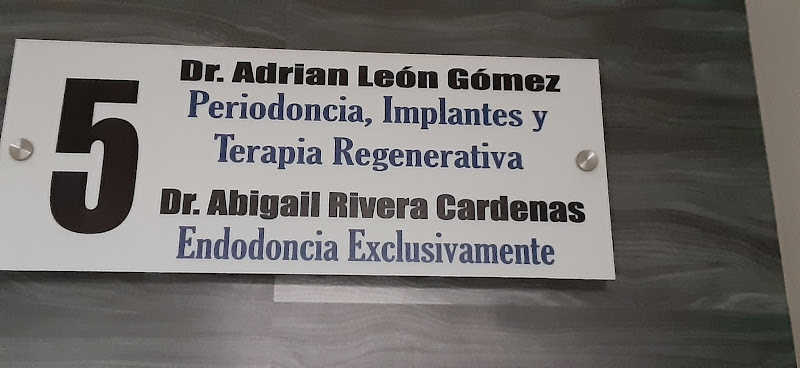 5
Dr. Adrian León Gómez
Periodoncia, Implantes y
Terapia Regenerativa
Dr. Abigail Rivera Cardenas
Endodoncia Exclusivamente